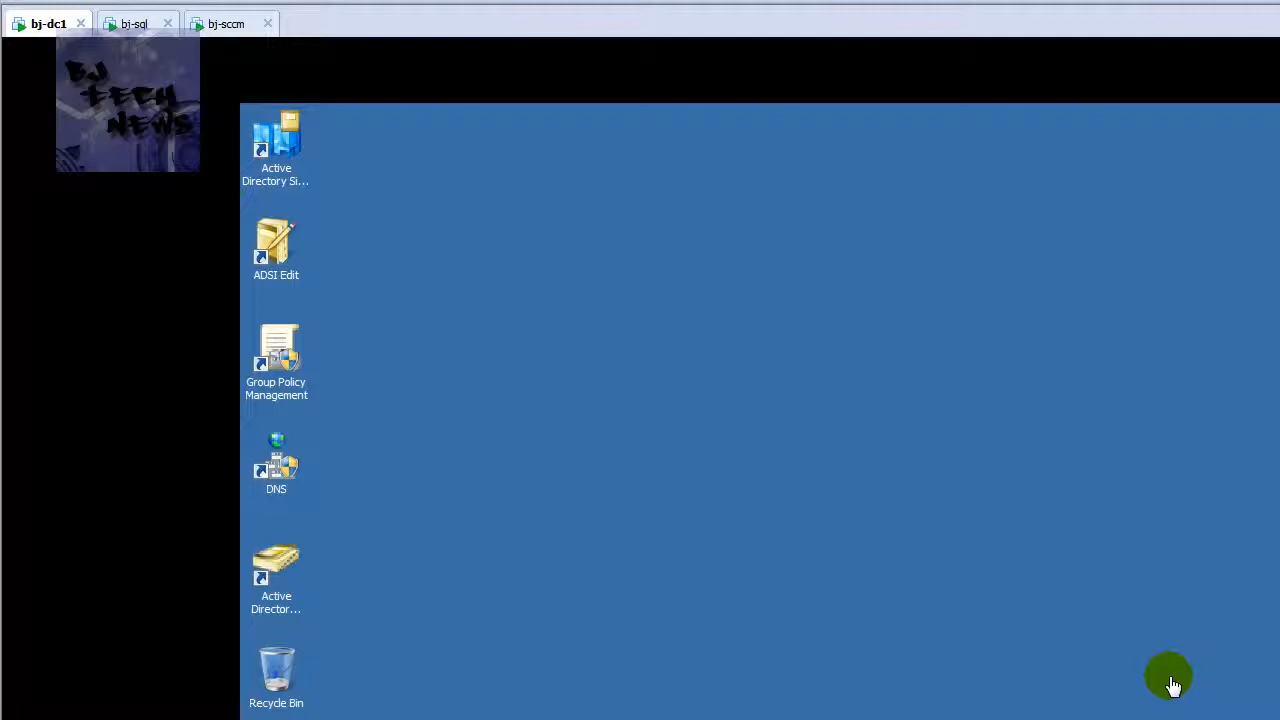 bj-dc1
bj-sql
bj-sccm
BJ
TECH
NEWS
Active
Directory Si...
ADSI Edit
Group Policy
Management
DNS
Active
Director...
Recycle Bin